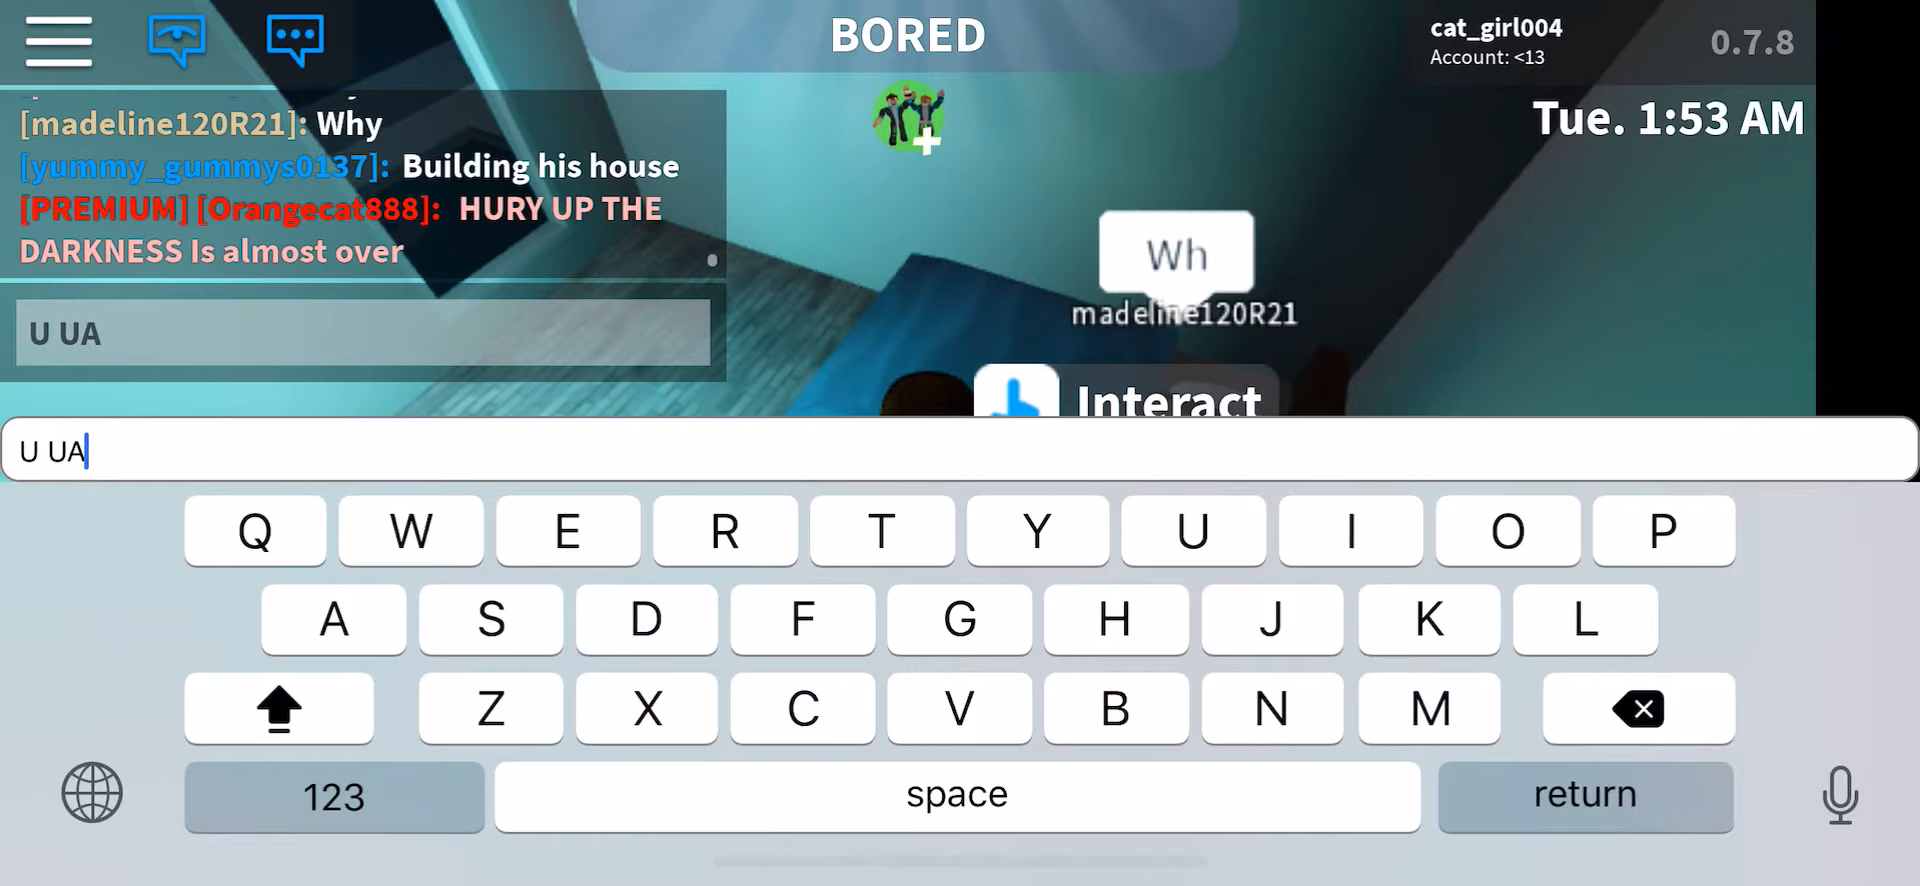 BORED
cat_girl004
Account: <13
0.7.8
Tue. 1:53 AM
[madeline120R21]: Why
[yummy_gummys0137]: Building his house
[PREMIUM] [Orangecat888]: HURY UP THE
DARKNESS Is almost over
U UA
Wh
madeline120R21
Interact
U UA
Q W E R T Y U I O P
A S D F G H J K L
Z X C V B N M
123 space return